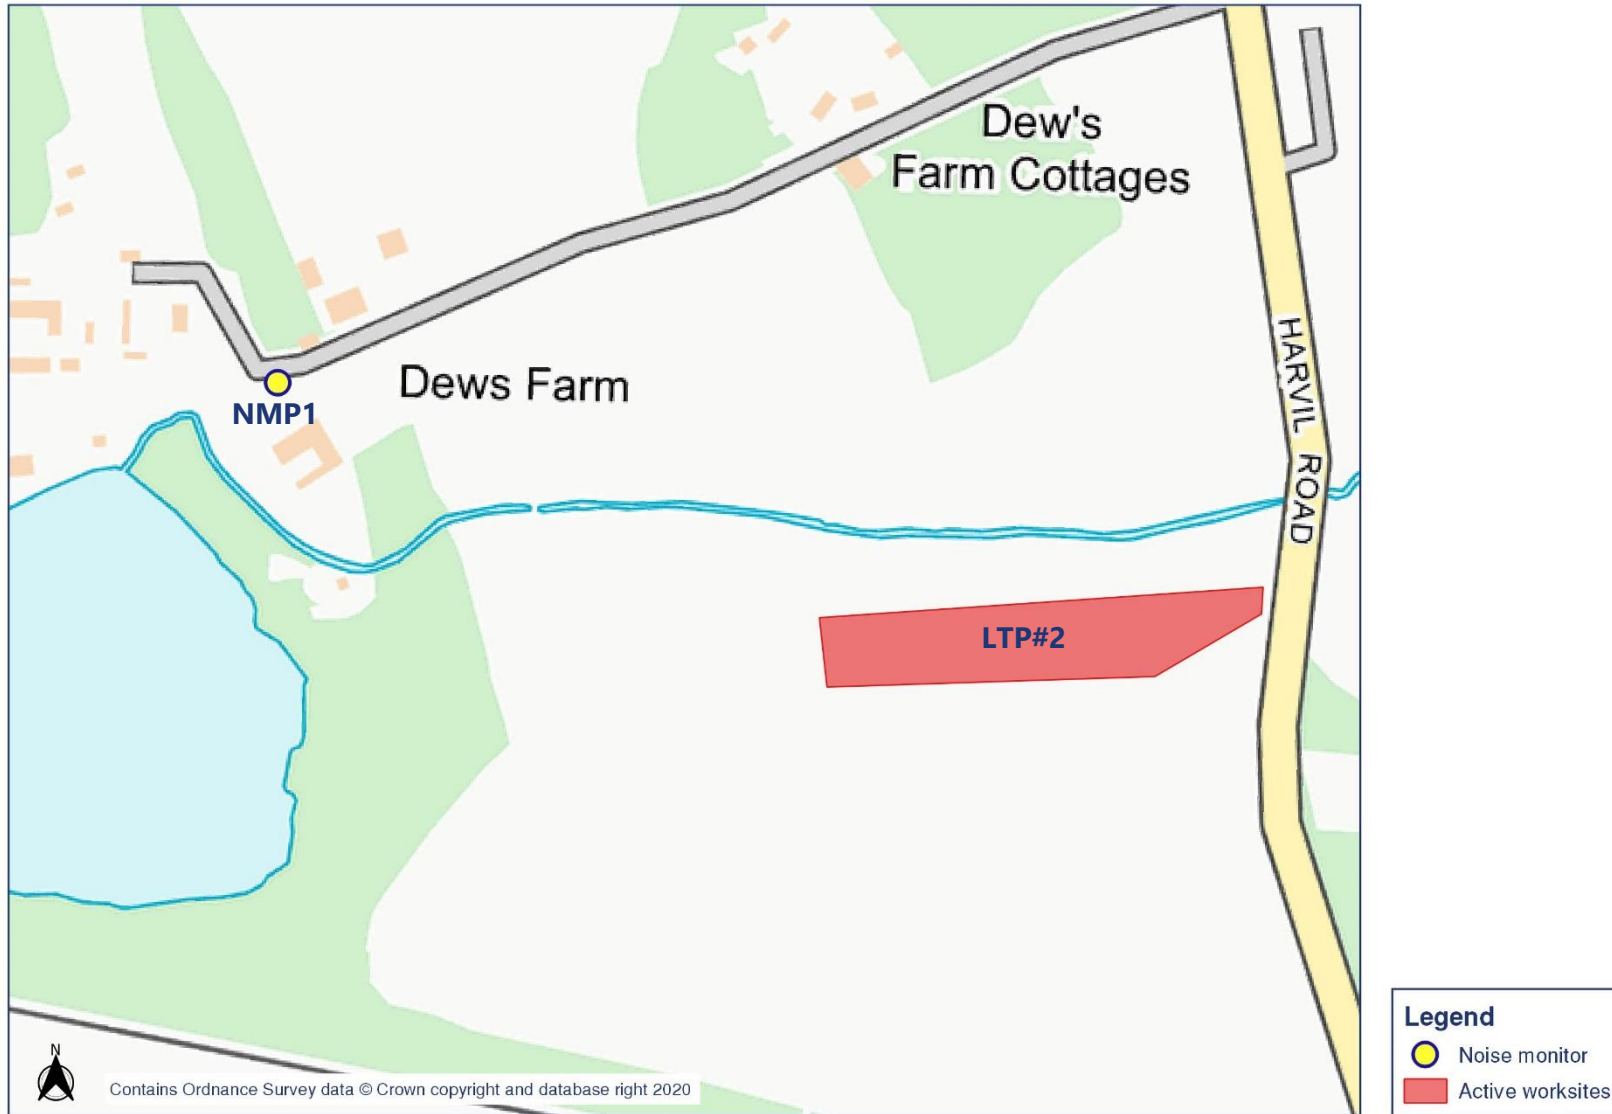 Dew's
Farm Cottages
HARVIL ROAD
Dews Farm
NMP1
LTP#2
N
Contains Ordnance Survey data © Crown copyright and database right 2020
Legend
Noise monitor
Active worksites